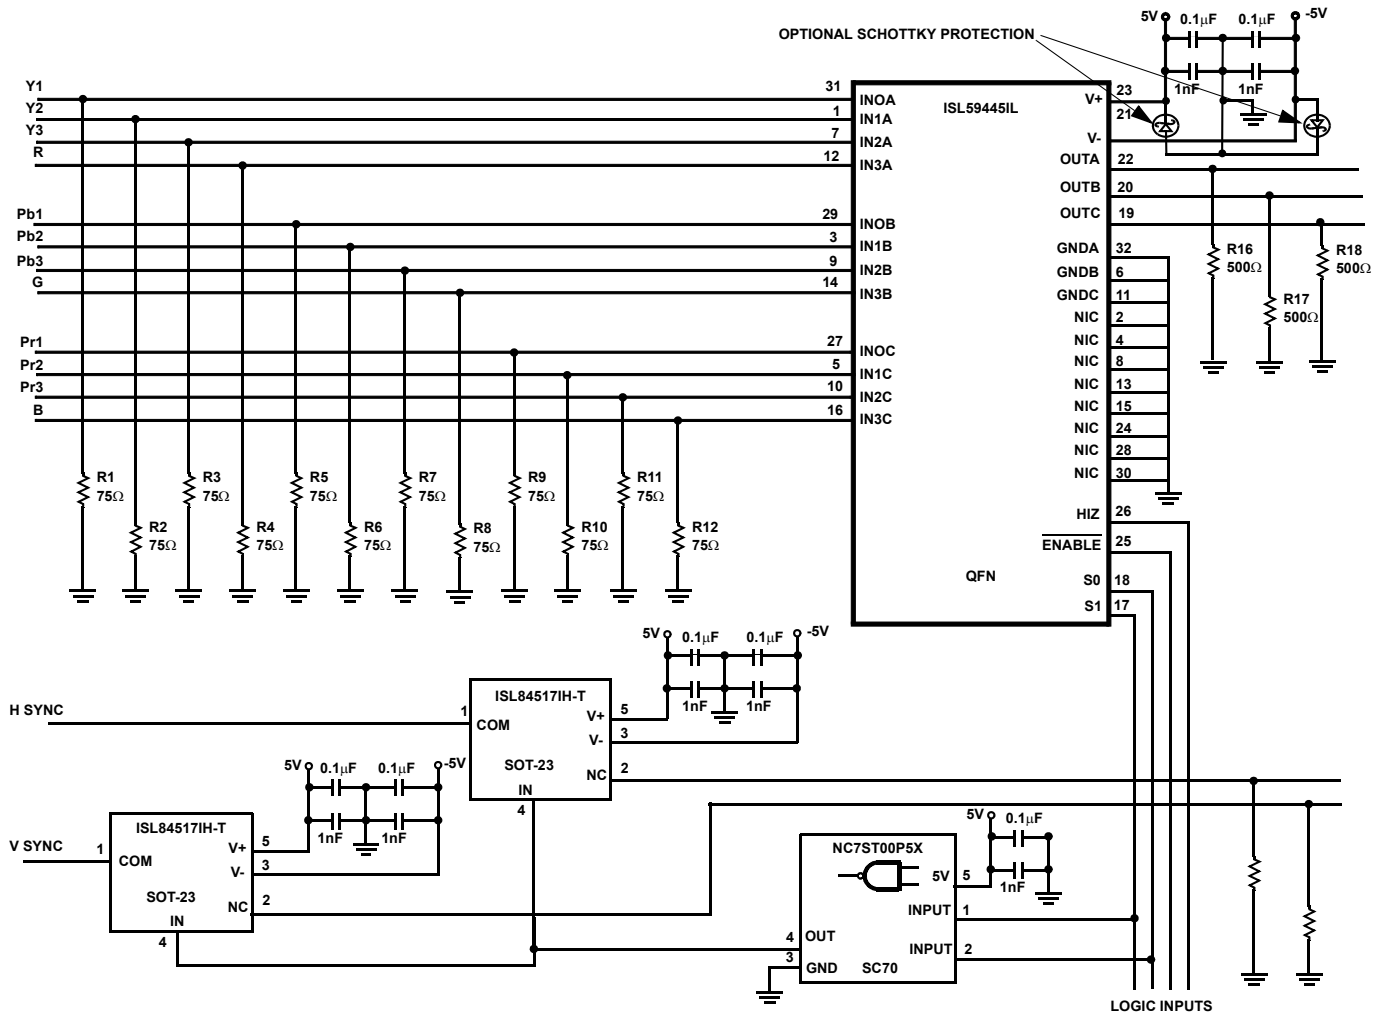 5V 0.1µF 0.1µF -5V
OPTIONAL SCHOTTKY PROTECTION
1nF 1nF
Y1 31 INOA ISL59445IL V+ 23
Y2 1 IN1A 21
Y3 7 IN2A V-
R 12 IN3A OUTA 22
OUTB 20
Pb1 29 INOB OUTC 19
Pb2 3 IN1B GNDA 32 R16 500Ω R18 500Ω
Pb3 9 IN2B GNDB 6
G 14 IN3B GNDC 11 R17 500Ω
NIC 2
Pr1 27 INOC NIC 4
Pr2 5 IN1C NIC 8
Pr3 10 IN2C NIC 13
B 16 IN3C NIC 15
NIC 24
NIC 28
NIC 30
R1 75Ω R3 75Ω R5 75Ω R7 75Ω R9 75Ω R11 75Ω
R2 75Ω R4 75Ω R6 75Ω R8 75Ω R10 75Ω R12 75Ω
HIZ 26
ENABLE 25
QFN S0 18
S1 17
5V 0.1µF 0.1µF -5V
1nF 1nF
ISL84517IH-T
H SYNC 1 COM V+ 5
V- 3
SOT-23 NC 2
IN
4
5V 0.1µF 0.1µF -5V
1nF 1nF
ISL84517IH-T
V SYNC 1 COM V+ 5
V- 3
SOT-23 NC 2
IN
4
5V 0.1µF
1nF
NC7ST00P5X
5V 5
INPUT 1
4 OUT INPUT 2
3 GND SC70
LOGIC INPUTS